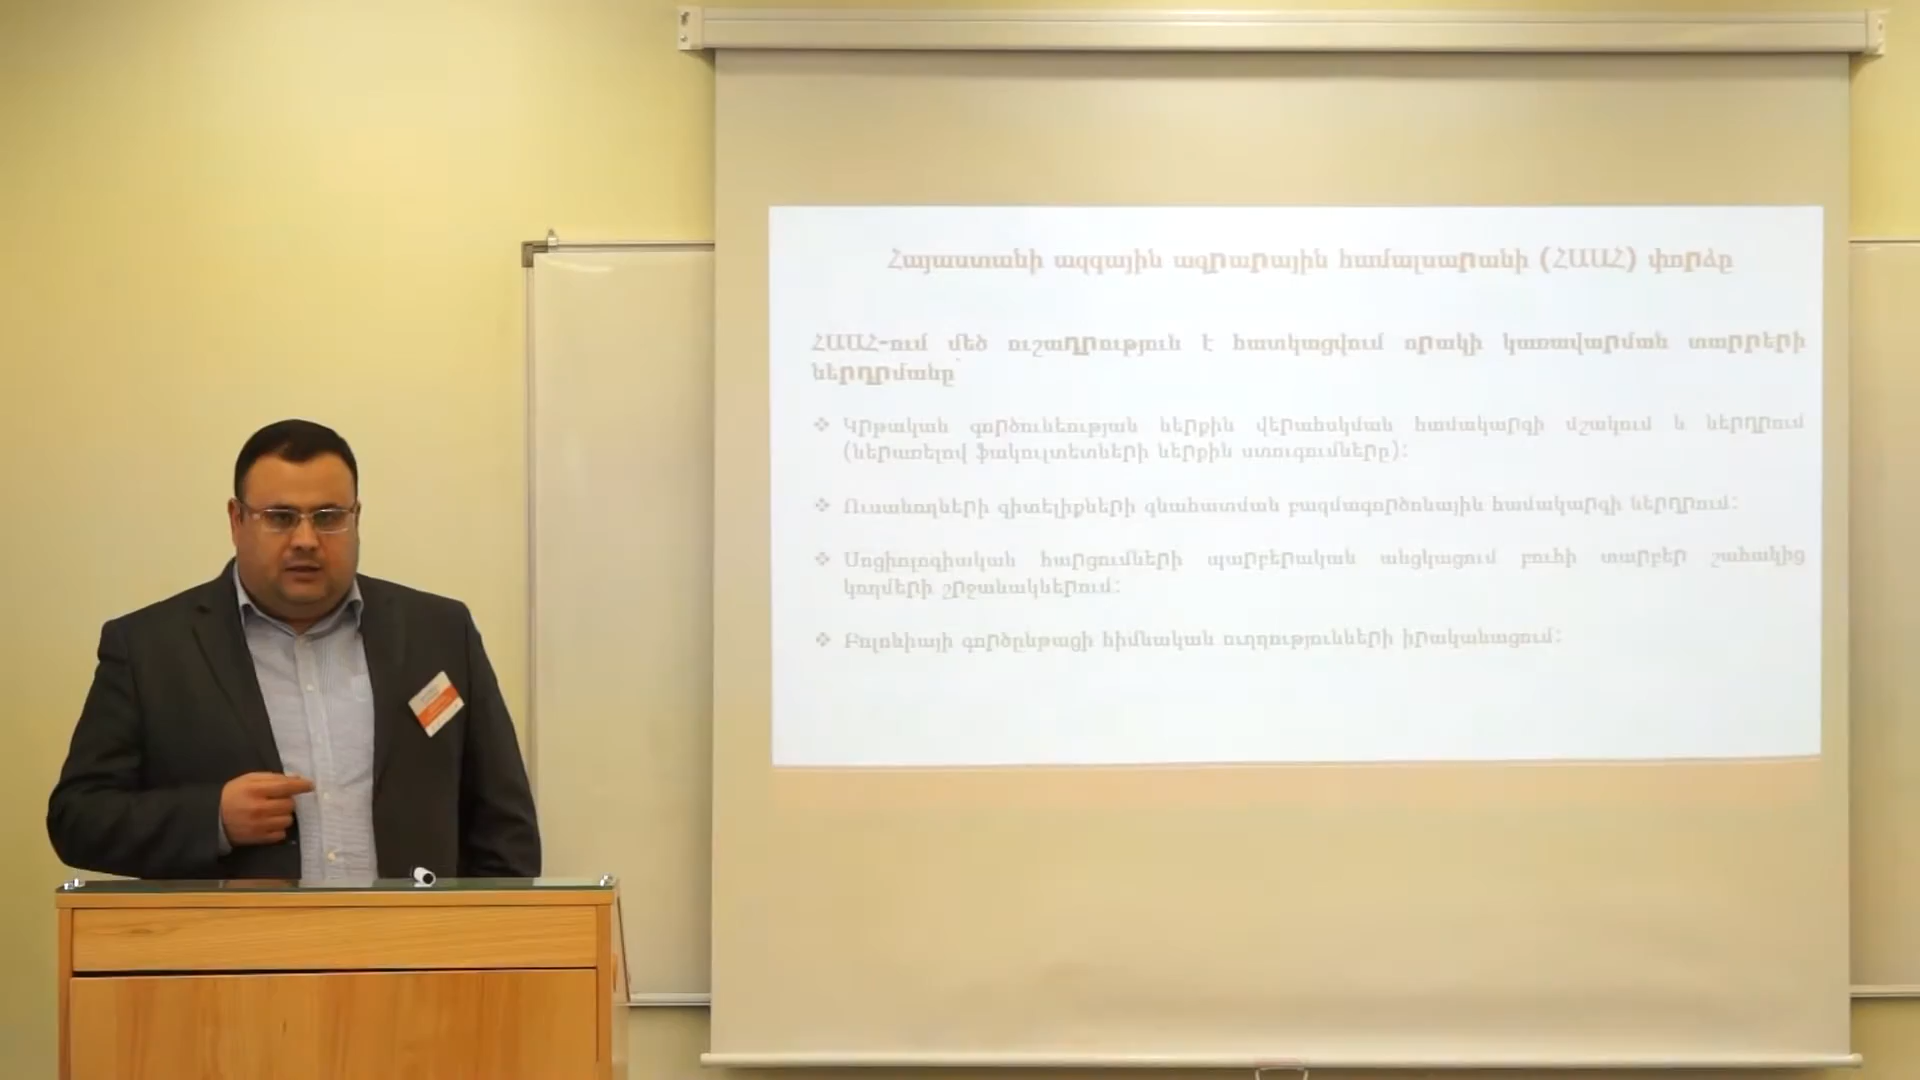 Հայաստանի ազգային ագրարային համալսարանի (ՀԱԱՀ) փորձը
ՀԱԱՀ-ում մեծ ուշադրություն է հատկացվում որակի կառավարման տարրերի
ներդրմանը՝
❖ Կրթական գործունեության ներքին վերահսկման համակարգի մշակում և ներդրում
(ներառելով ֆակուլտետների ներքին ստուգումները):
❖ Ուսանողների գիտելիքների գնահատման բազմագործոնային համակարգի ներդրում:
❖ Սոցիոլոգիական հարցումների պարբերական անցկացում բուհի տարբեր շահակից
կողմերի շրջանակներում:
❖ Բոլոնիայի գործընթացի հիմնական ուղղությունների իրականացում: